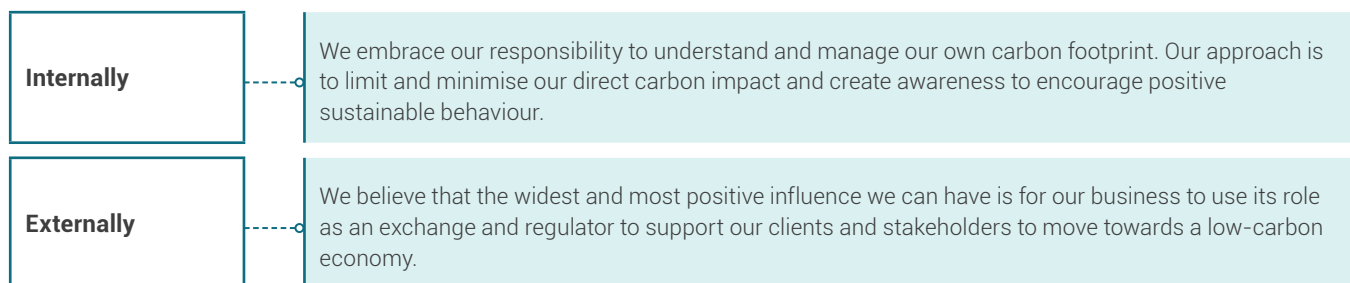 Internally
We embrace our responsibility to understand and manage our own carbon footprint. Our approach is
to limit and minimise our direct carbon impact and create awareness to encourage positive
sustainable behaviour.
Externally
We believe that the widest and most positive influence we can have is for our business to use its role
as an exchange and regulator to support our clients and stakeholders to move towards a low-carbon
economy.